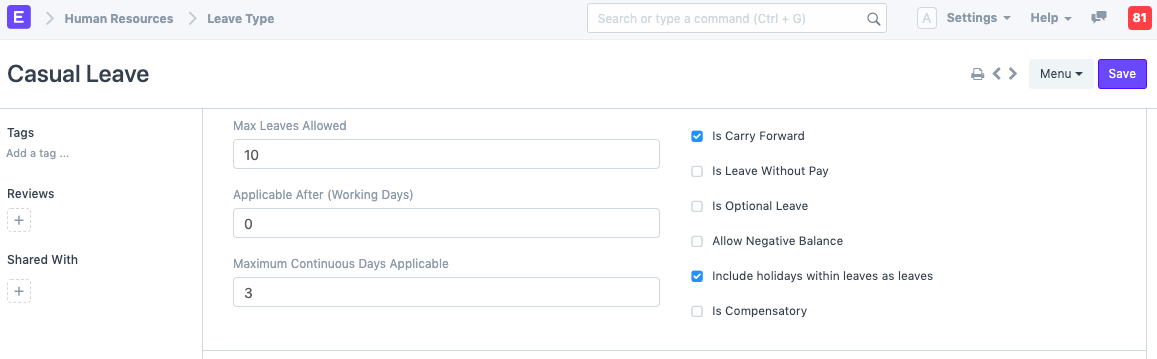 E Human Resources Leave Type Search or type a command (Ctrl + G) A Settings Help 81
Casual Leave Menu Save
Tags
Add a tag ...
Reviews
+
Shared With
+
Max Leaves Allowed
10
Applicable After (Working Days)
0
Maximum Continuous Days Applicable
3
Is Carry Forward
Is Leave Without Pay
Is Optional Leave
Allow Negative Balance
Include holidays within leaves as leaves
Is Compensatory